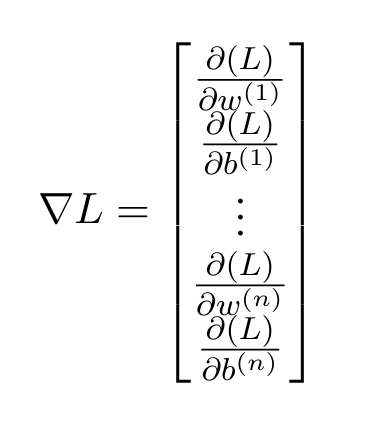 ∇L = [ ∂(L)/∂w⁽¹⁾
∂(L)/∂b⁽¹⁾
⋮
∂(L)/∂w⁽ⁿ⁾
∂(L)/∂b⁽ⁿ⁾ ]